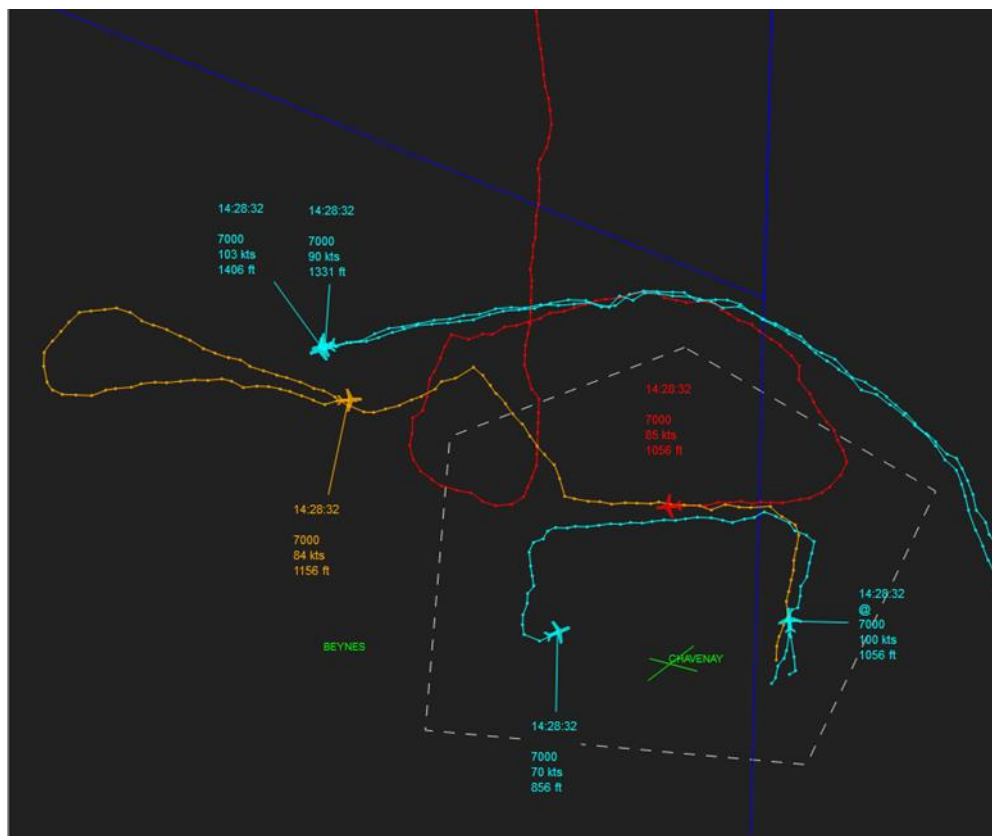 14:28:32
7000
103 kts
1406 ft
14:28:32
7000
90 kts
1331 ft
14:28:32
7000
85 kts
1056 ft
14:28:32
7000
84 kts
1156 ft
14:28:32
@
7000
100 kts
1056 ft
BEYNES
CHAVENAY
14:28:32
7000
70 kts
856 ft